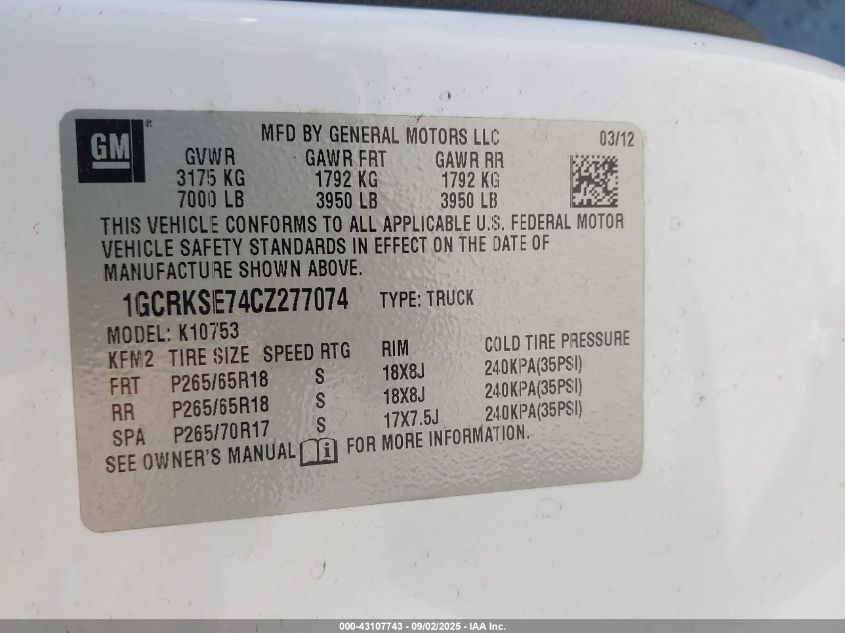 GM ®
MFD BY GENERAL MOTORS LLC 03/12
GVWR GAWR FRT GAWR RR
3175 KG 1792 KG 1792 KG
7000 LB 3950 LB 3950 LB
THIS VEHICLE CONFORMS TO ALL APPLICABLE U.S. FEDERAL MOTOR
VEHICLE SAFETY STANDARDS IN EFFECT ON THE DATE OF
MANUFACTURE SHOWN ABOVE.
1GCRKSE74CZ277074 TYPE: TRUCK
MODEL: K10753
KFM2 TIRE SIZE SPEED RTG RIM COLD TIRE PRESSURE
FRT P265/65R18 S 18X8J 240KPA(35PSI)
RR P265/65R18 S 18X8J 240KPA(35PSI)
SPA P265/70R17 S 17X7.5J 240KPA(35PSI)
SEE OWNER'S MANUAL i FOR MORE INFORMATION.
000-43107743 - 09/02/2025 - IAA Inc.